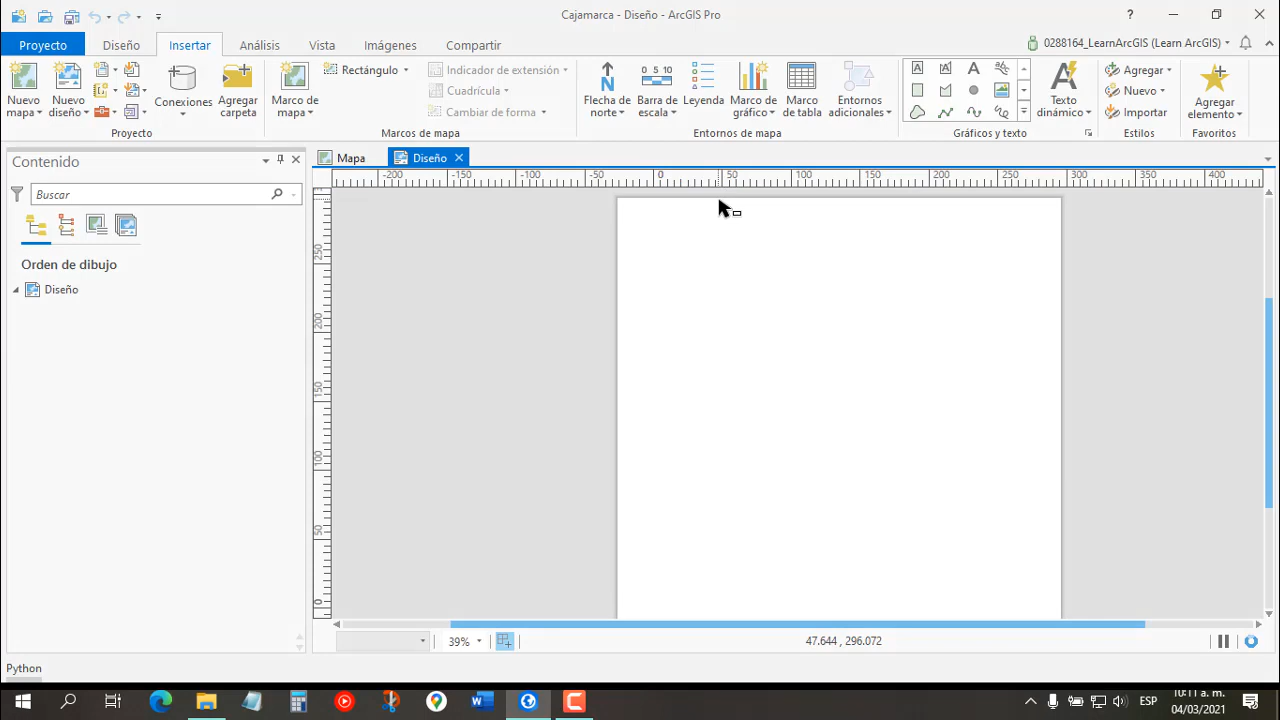 Cajamarca - Diseño - ArcGIS Pro
?
Proyecto Diseño Insertar Análisis Vista Imágenes Compartir
0288164_LearnArcGIS (Learn ArcGIS)
Nuevo mapa
Nuevo diseño
Conexiones
Agregar carpeta
Proyecto
Marco de mapa
Rectángulo
Indicador de extensión
Cuadrícula
Cambiar de forma
Marcos de mapa
N
Flecha de norte
0 5 10
Barra de escala
Leyenda
Marco de gráfico
Marco de tabla
Entornos adicionales
Entornos de mapa
A A A
Texto dinámico
Gráficos y texto
Agregar
Nuevo
Importar
Estilos
Agregar elemento
Favoritos
Contenido
Buscar
Orden de dibujo
Diseño
Mapa Diseño
-200 -150 -100 -50 0 50 100 150 200 250 300 350 400
250
200
150
100
50
0
39%
47.644 , 296.072
Python
ESP
10:11 a. m.
04/03/2021